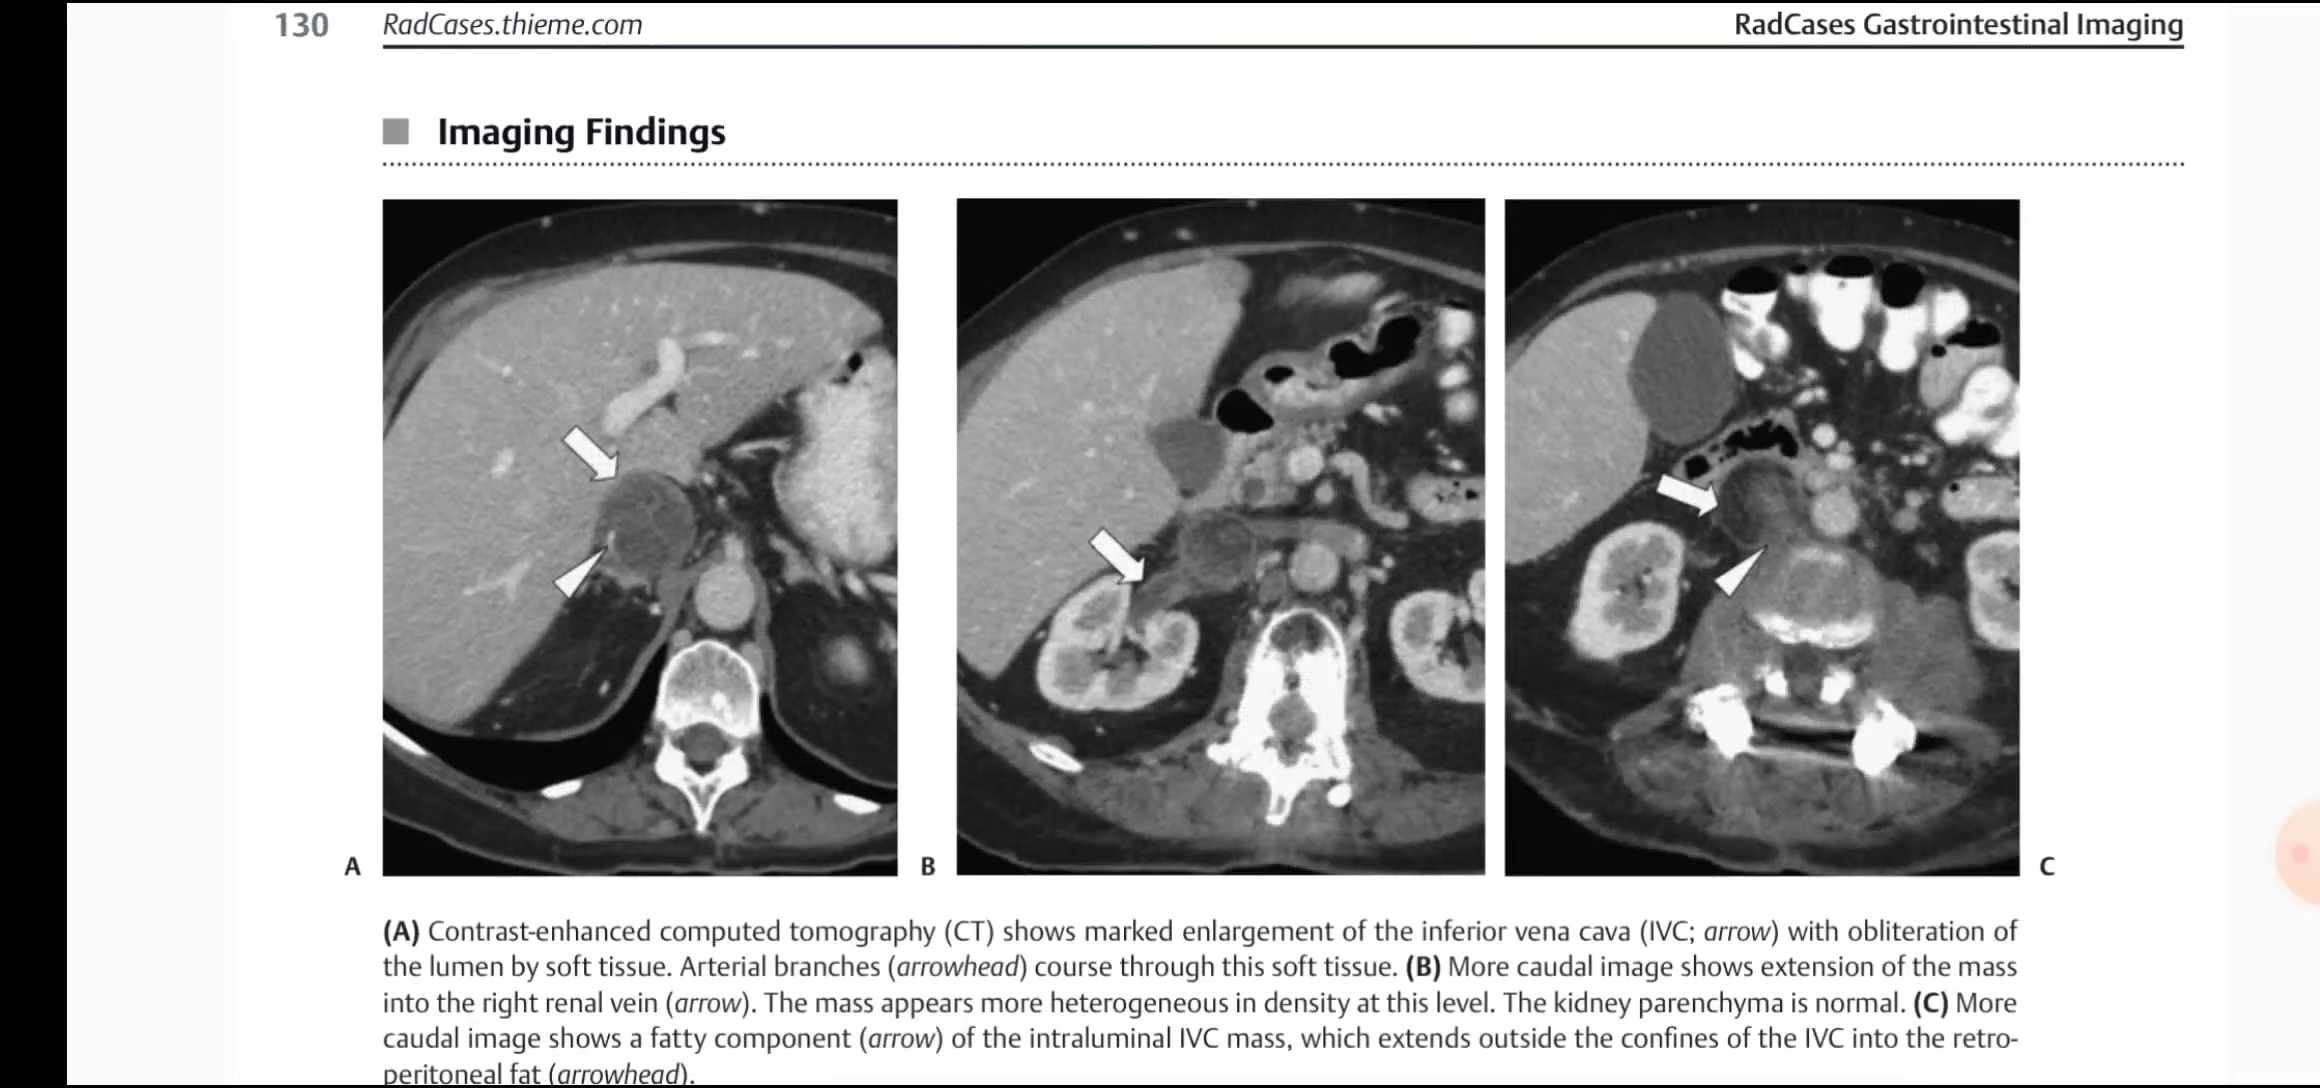 130 RadCases.thieme.com RadCases Gastrointestinal Imaging
Imaging Findings
A B C
(A) Contrast-enhanced computed tomography (CT) shows marked enlargement of the inferior vena cava (IVC; arrow) with obliteration of
the lumen by soft tissue. Arterial branches (arrowhead) course through this soft tissue. (B) More caudal image shows extension of the mass
into the right renal vein (arrow). The mass appears more heterogeneous in density at this level. The kidney parenchyma is normal. (C) More
caudal image shows a fatty component (arrow) of the intraluminal IVC mass, which extends outside the confines of the IVC into the retro-
peritoneal fat (arrowhead).